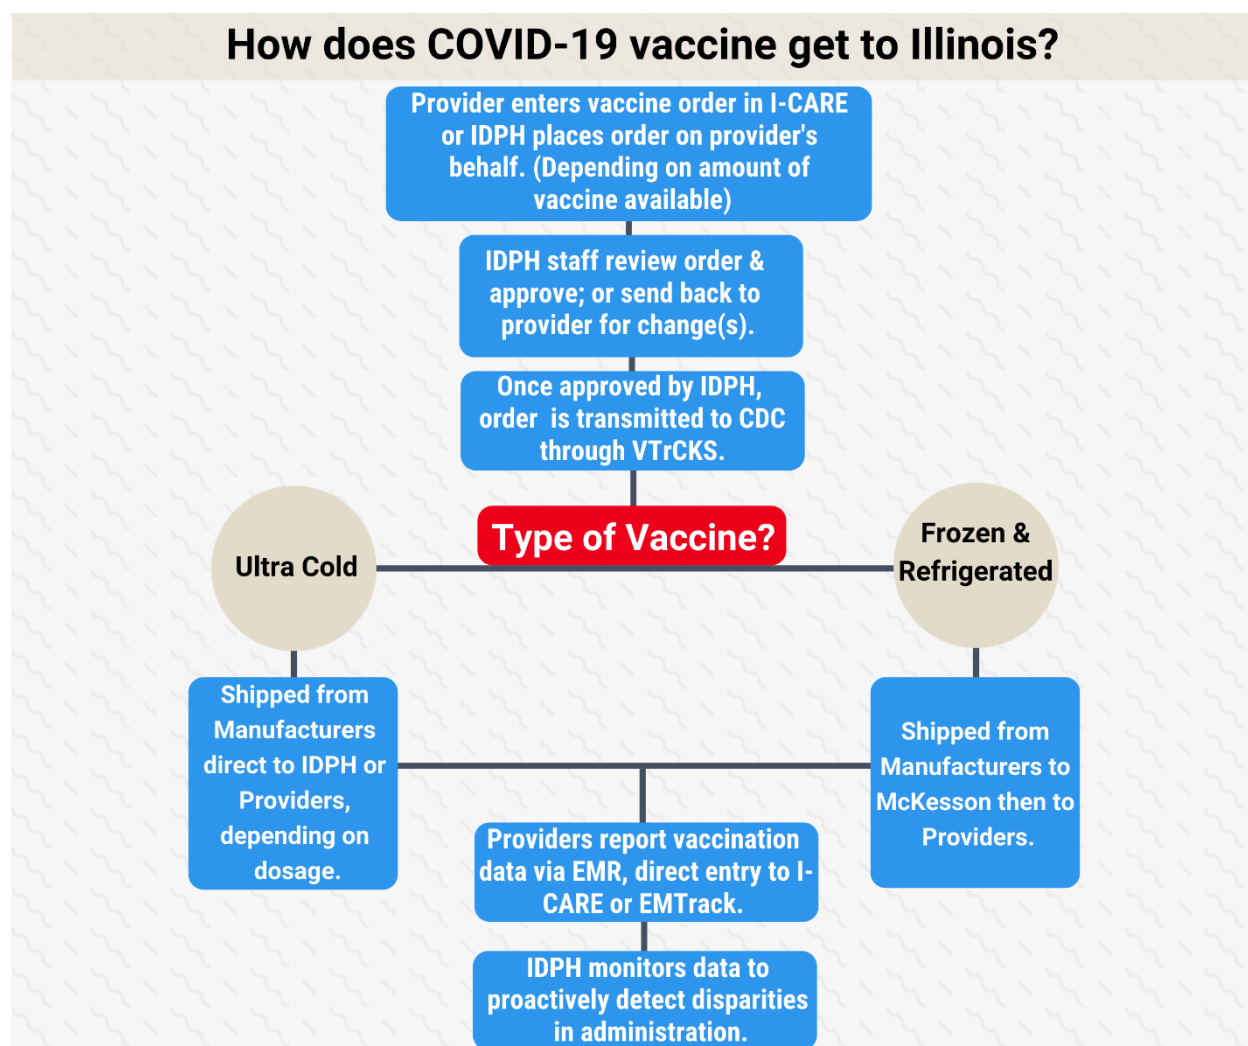 How does COVID-19 vaccine get to Illinois?
Provider enters vaccine order in I-CARE
or IDPH places order on provider's
behalf. (Depending on amount of
vaccine available)
IDPH staff review order &
approve; or send back to
provider for change(s).
Once approved by IDPH,
order is transmitted to CDC
through VTrCKS.
Type of Vaccine?
Ultra Cold
Frozen &
Refrigerated
Shipped from
Manufacturers
direct to IDPH or
Providers,
depending on
dosage.
Shipped from
Manufacturers to
McKesson then to
Providers.
Providers report vaccination
data via EMR, direct entry to I-
CARE or EMTrack.
IDPH monitors data to
proactively detect disparities
in administration.